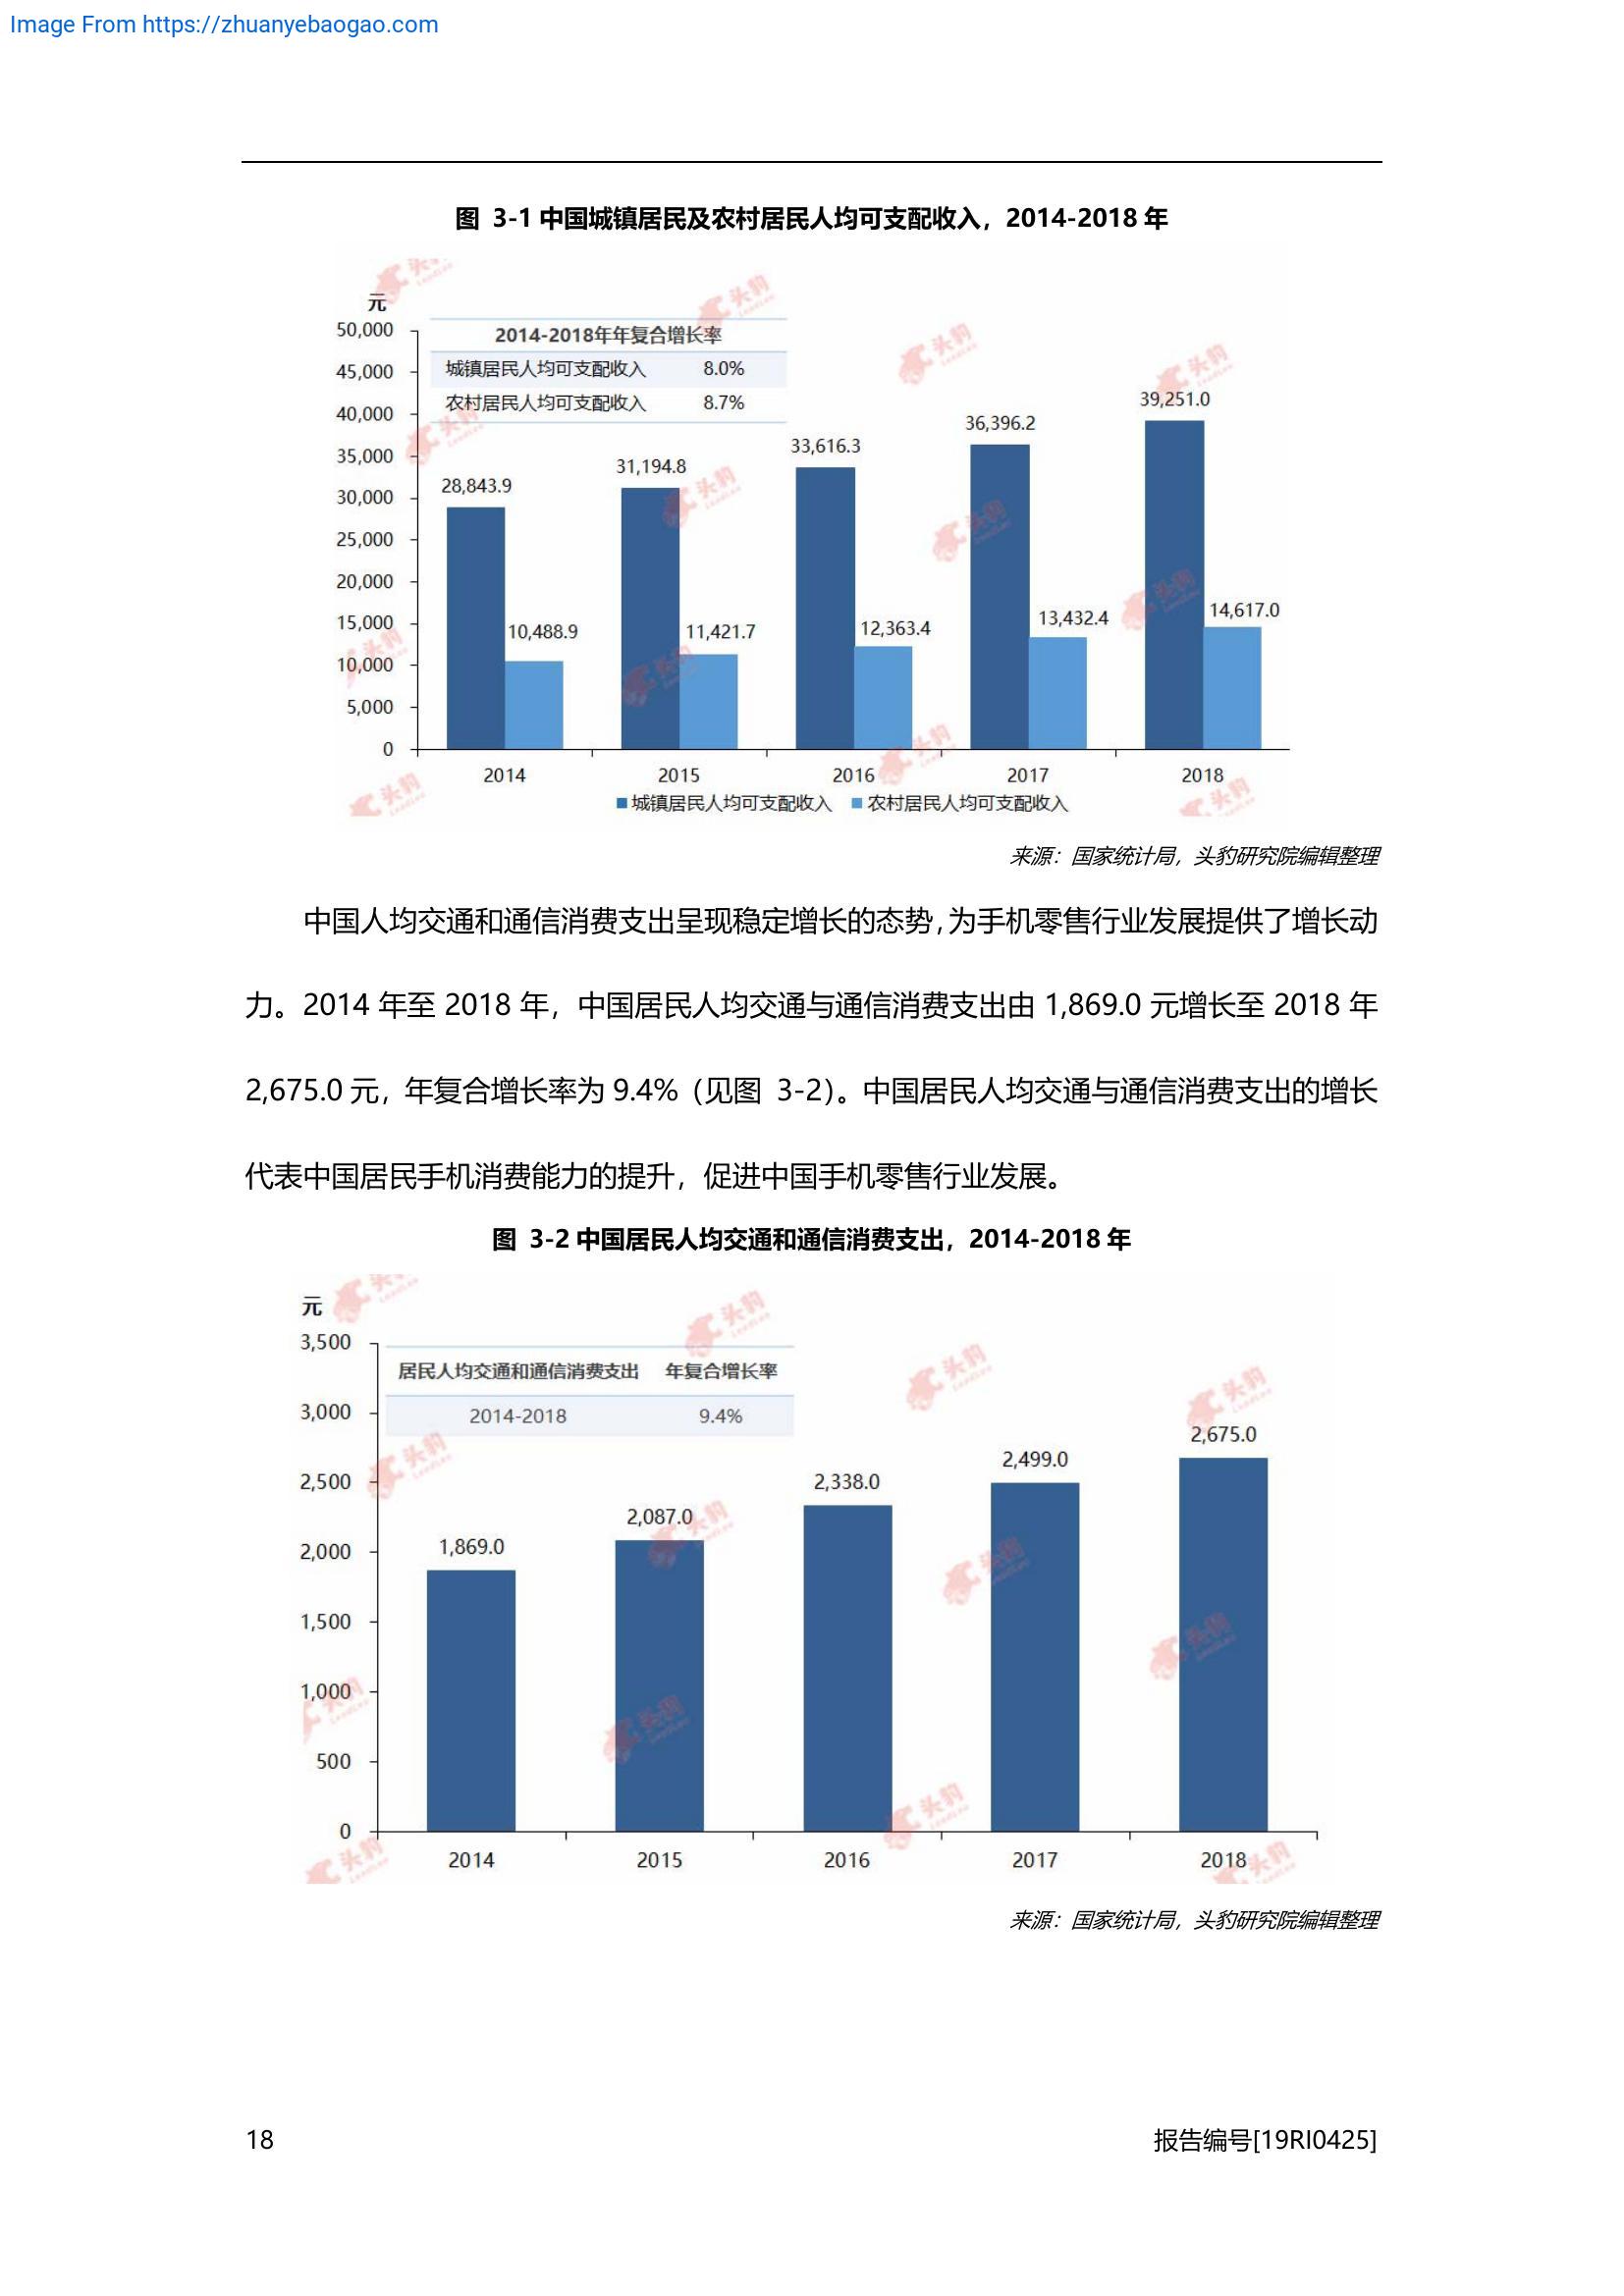 Image From https://zhuanyebaogao.com
图 3-1 中国城镇居民及农村居民人均可支配收入，2014-2018 年
元
2014-2018年年复合增长率
城镇居民人均可支配收入 8.0%
农村居民人均可支配收入 8.7%
50,000
45,000
40,000
35,000
30,000
25,000
20,000
15,000
10,000
5,000
0
28,843.9
10,488.9
31,194.8
11,421.7
33,616.3
12,363.4
36,396.2
13,432.4
39,251.0
14,617.0
2014 2015 2016 2017 2018
城镇居民人均可支配收入 农村居民人均可支配收入
来源：国家统计局，头豹研究院编辑整理
中国人均交通和通信消费支出呈现稳定增长的态势，为手机零售行业发展提供了增长动
力。2014 年至 2018 年，中国居民人均交通与通信消费支出由 1,869.0 元增长至 2018 年
2,675.0 元，年复合增长率为 9.4%（见图 3-2）。中国居民人均交通与通信消费支出的增长
代表中国居民手机消费能力的提升，促进中国手机零售行业发展。
图 3-2 中国居民人均交通和通信消费支出，2014-2018 年
元
居民人均交通和通信消费支出 年复合增长率
2014-2018 9.4%
3,500
3,000
2,500
2,000
1,500
1,000
500
0
1,869.0
2,087.0
2,338.0
2,499.0
2,675.0
2014 2015 2016 2017 2018
来源：国家统计局，头豹研究院编辑整理
18 报告编号[19RI0425]
头豹
LeadLeo